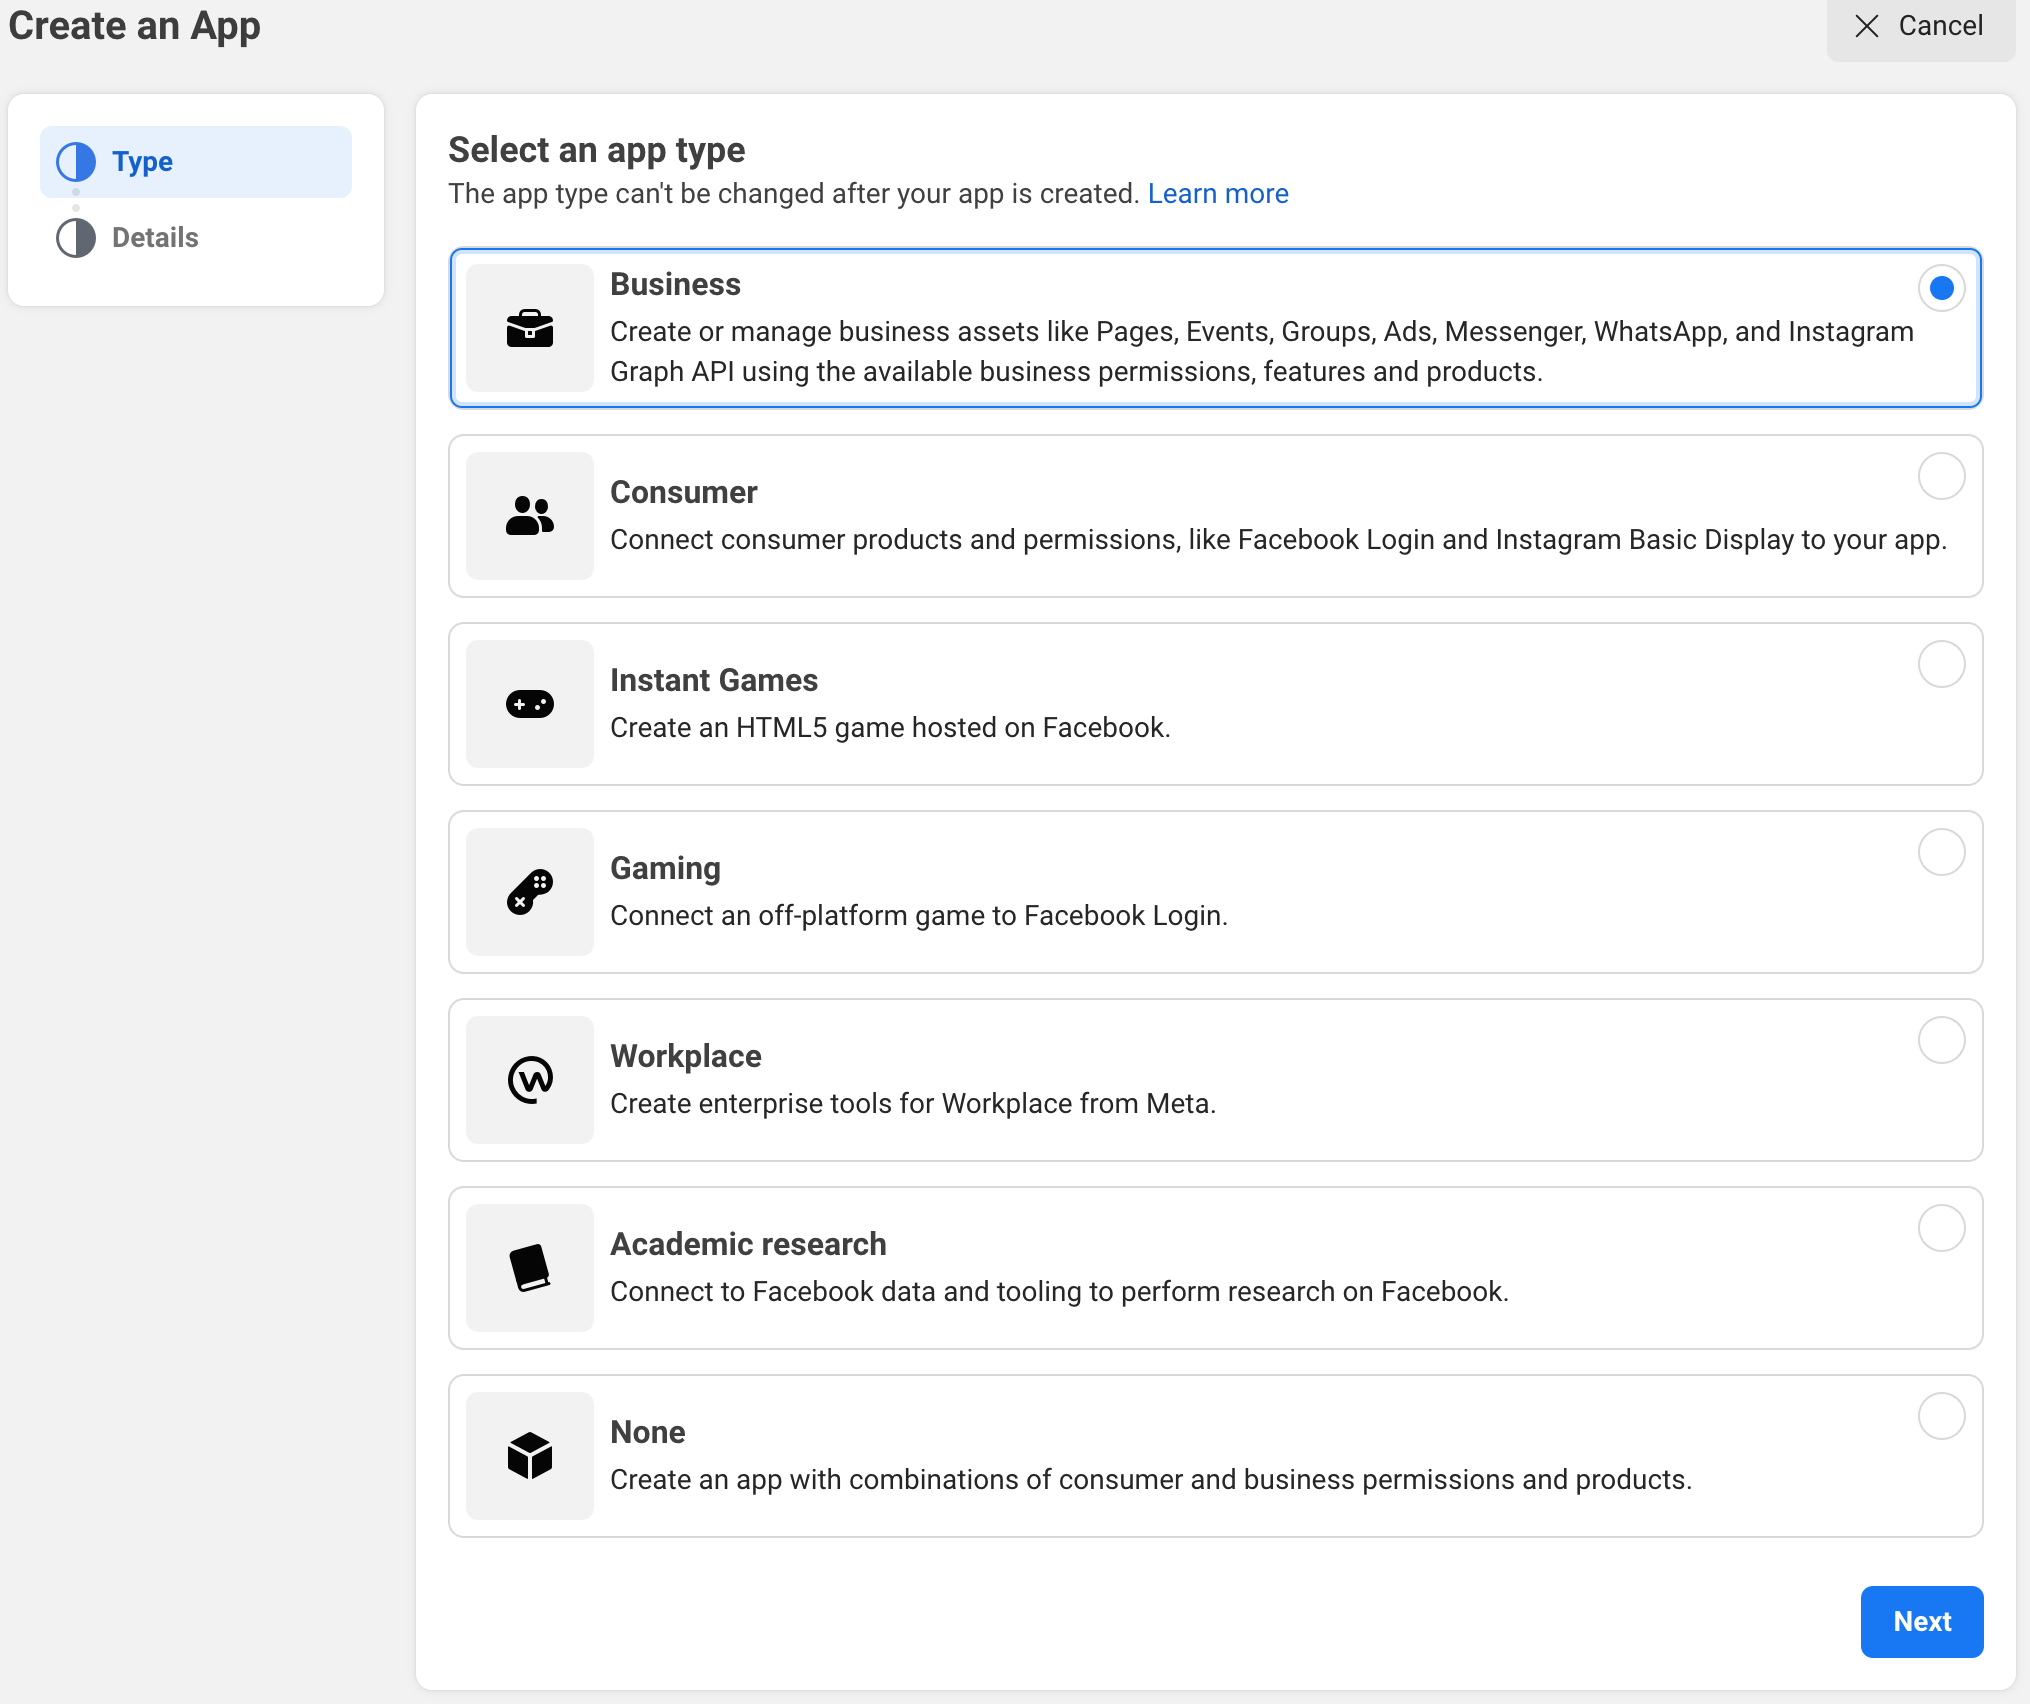 Create an App
Cancel
Type
Details
Select an app type
The app type can't be changed after your app is created. Learn more
Business
Create or manage business assets like Pages, Events, Groups, Ads, Messenger, WhatsApp, and Instagram
Graph API using the available business permissions, features and products.
Consumer
Connect consumer products and permissions, like Facebook Login and Instagram Basic Display to your app.
Instant Games
Create an HTML5 game hosted on Facebook.
Gaming
Connect an off-platform game to Facebook Login.
Workplace
Create enterprise tools for Workplace from Meta.
Academic research
Connect to Facebook data and tooling to perform research on Facebook.
None
Create an app with combinations of consumer and business permissions and products.
Next